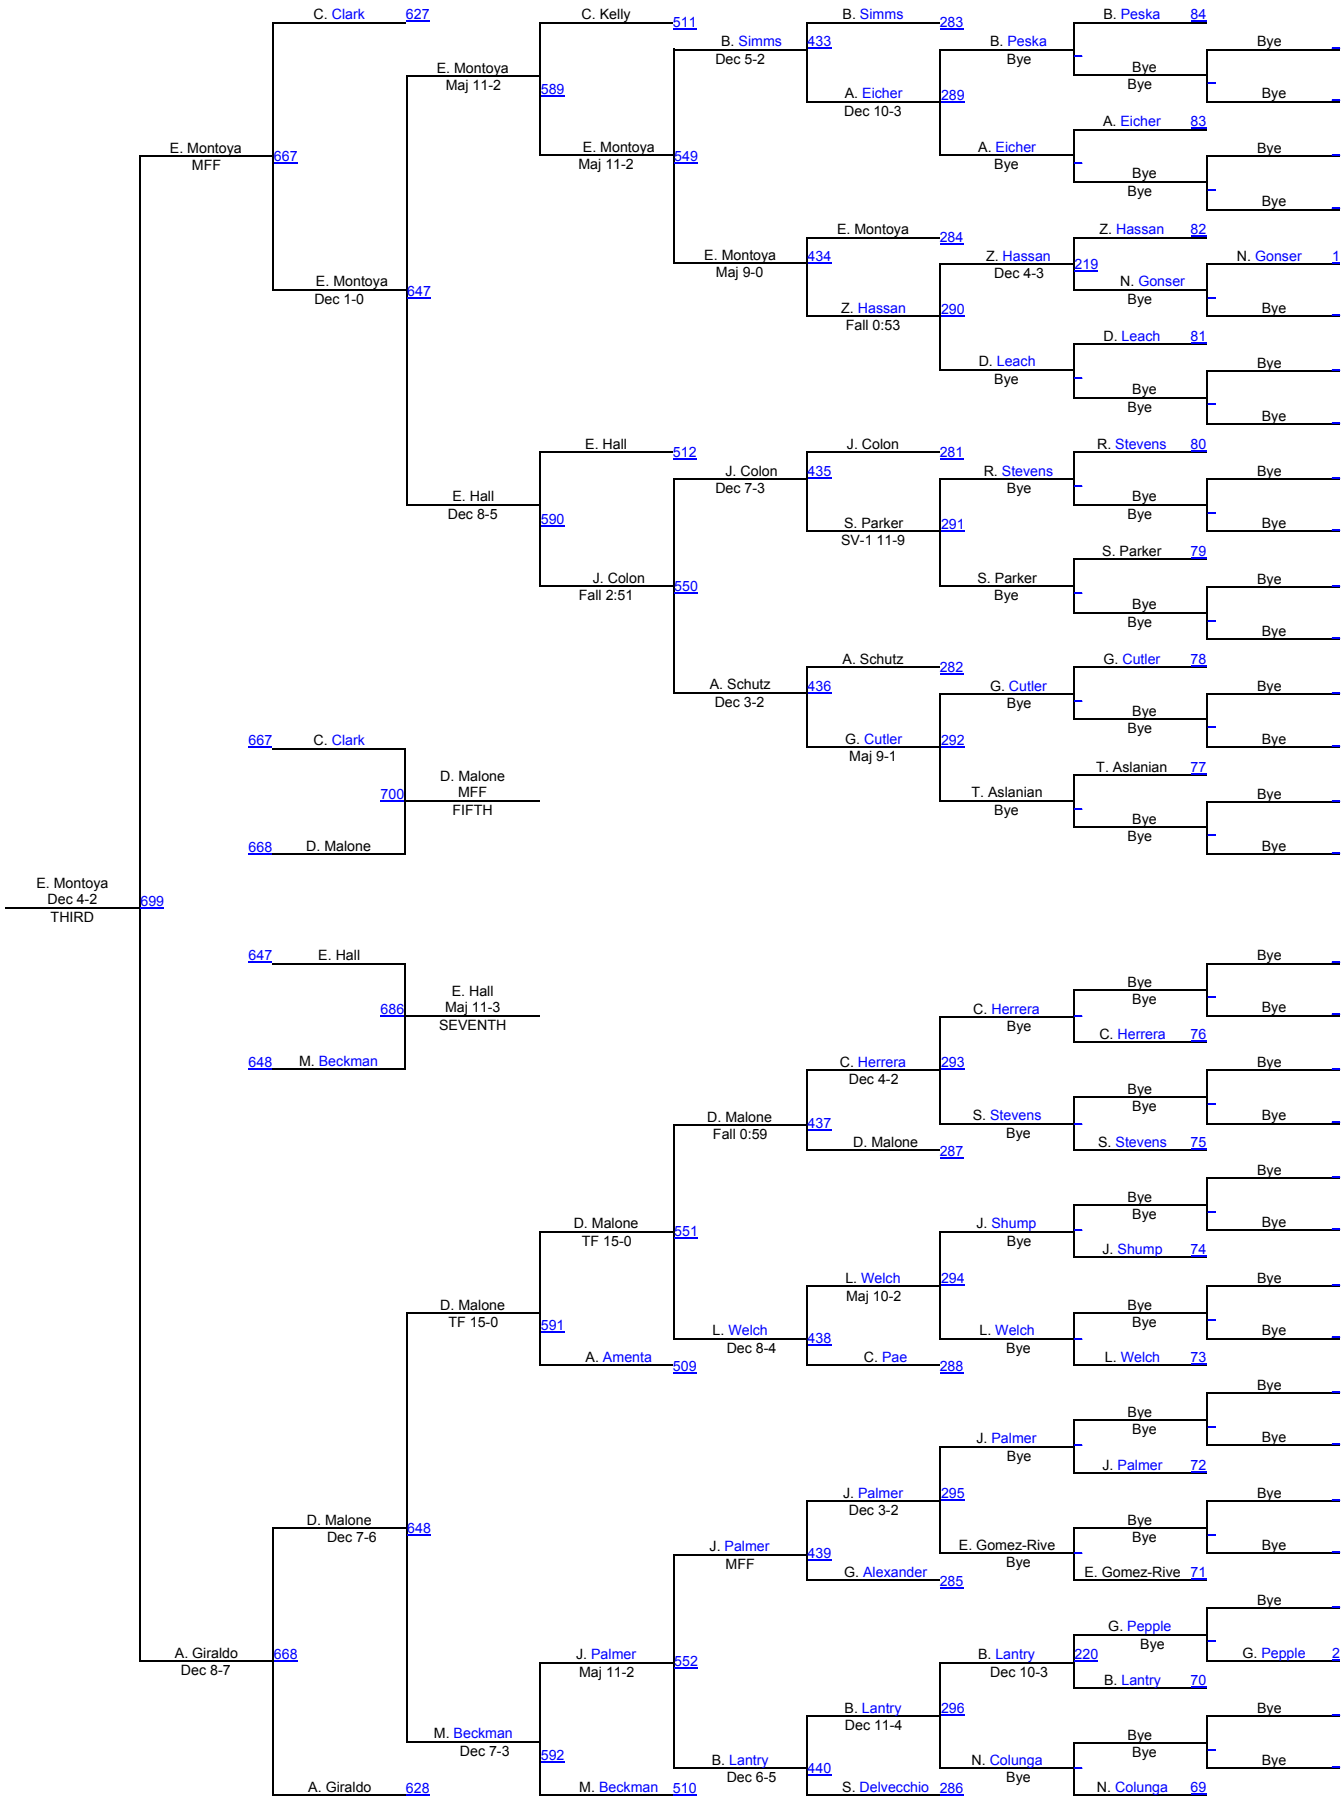 C. Clark 627 C. Kelly 511 B. Simms 283 B. Peska 84
B. Simms 433 B. Peska Bye
Dec 5-2 Bye
E. Montoya Bye
Maj 11-2 589 A. Eicher 289 Bye Bye
Dec 10-3
A. Eicher 83
E. Montoya 667 E. Montoya 549 A. Eicher Bye
MFF Maj 11-2 Bye
Bye
Bye
Bye
E. Montoya 284 Z. Hassan 82
E. Montoya 434 Z. Hassan 219 N. Gonser 1
Maj 9-0 Dec 4-3
E. Montoya 647 N. Gonser
Dec 1-0 Bye
Z. Hassan 290 Bye
Fall 0:53
D. Leach 81
D. Leach Bye
Bye
Bye
Bye
Bye
E. Hall 512 J. Colon 281 R. Stevens 80
J. Colon 435 R. Stevens Bye
Dec 7-3 Bye
E. Hall Bye
Dec 8-5 590 S. Parker 291 Bye Bye
SV-1 11-9
S. Parker 79
J. Colon 550 S. Parker Bye
Fall 2:51 Bye
Bye
Bye
Bye
A. Schutz 282 G. Cutler 78
A. Schutz 436 G. Cutler Bye
Dec 3-2 Bye
Bye
Bye
667 C. Clark G. Cutler 292 Bye
Maj 9-1
T. Aslanian 77
D. Malone
700 MFF T. Aslanian Bye
FIFTH Bye
Bye
Bye
668 D. Malone Bye
E. Montoya
Dec 4-2 699
THIRD
647 E. Hall Bye
Bye
Bye
E. Hall
686 Maj 11-3 C. Herrera Bye
SEVENTH Bye
C. Herrera 76
648 M. Beckman C. Herrera 293 Bye
Dec 4-2
Bye
Bye
D. Malone 437 S. Stevens Bye
Fall 0:59 Bye
D. Malone 287 S. Stevens 75
Bye
Bye
Bye
D. Malone 551 J. Shump Bye
TF 15-0 Bye
J. Shump 74
L. Welch 294 Bye
Maj 10-2
D. Malone Bye
TF 15-0 591 Bye
L. Welch 438 L. Welch Bye
Dec 8-4 Bye
A. Amenta 509 C. Pae 288 L. Welch 73
Bye
Bye
Bye
J. Palmer Bye
Bye
J. Palmer 72
J. Palmer 295 Bye
Dec 3-2
D. Malone 648 Bye
Dec 7-6 Bye
J. Palmer 439 E. Gomez-Rive Bye
MFF Bye
G. Alexander 285 E. Gomez-Rive 71
Bye
G. Pepple
Bye
A. Giraldo 668 J. Palmer 552 B. Lantry 220 G. Pepple 2
Dec 8-7 Maj 11-2 Dec 10-3
B. Lantry 70
B. Lantry 296 Bye
Dec 11-4
M. Beckman Bye
Dec 7-3 592 Bye
B. Lantry 440 N. Colunga Bye
Dec 6-5 Bye
A. Giraldo 628 M. Beckman 510 S. Delvecchio 286 N. Colunga 69